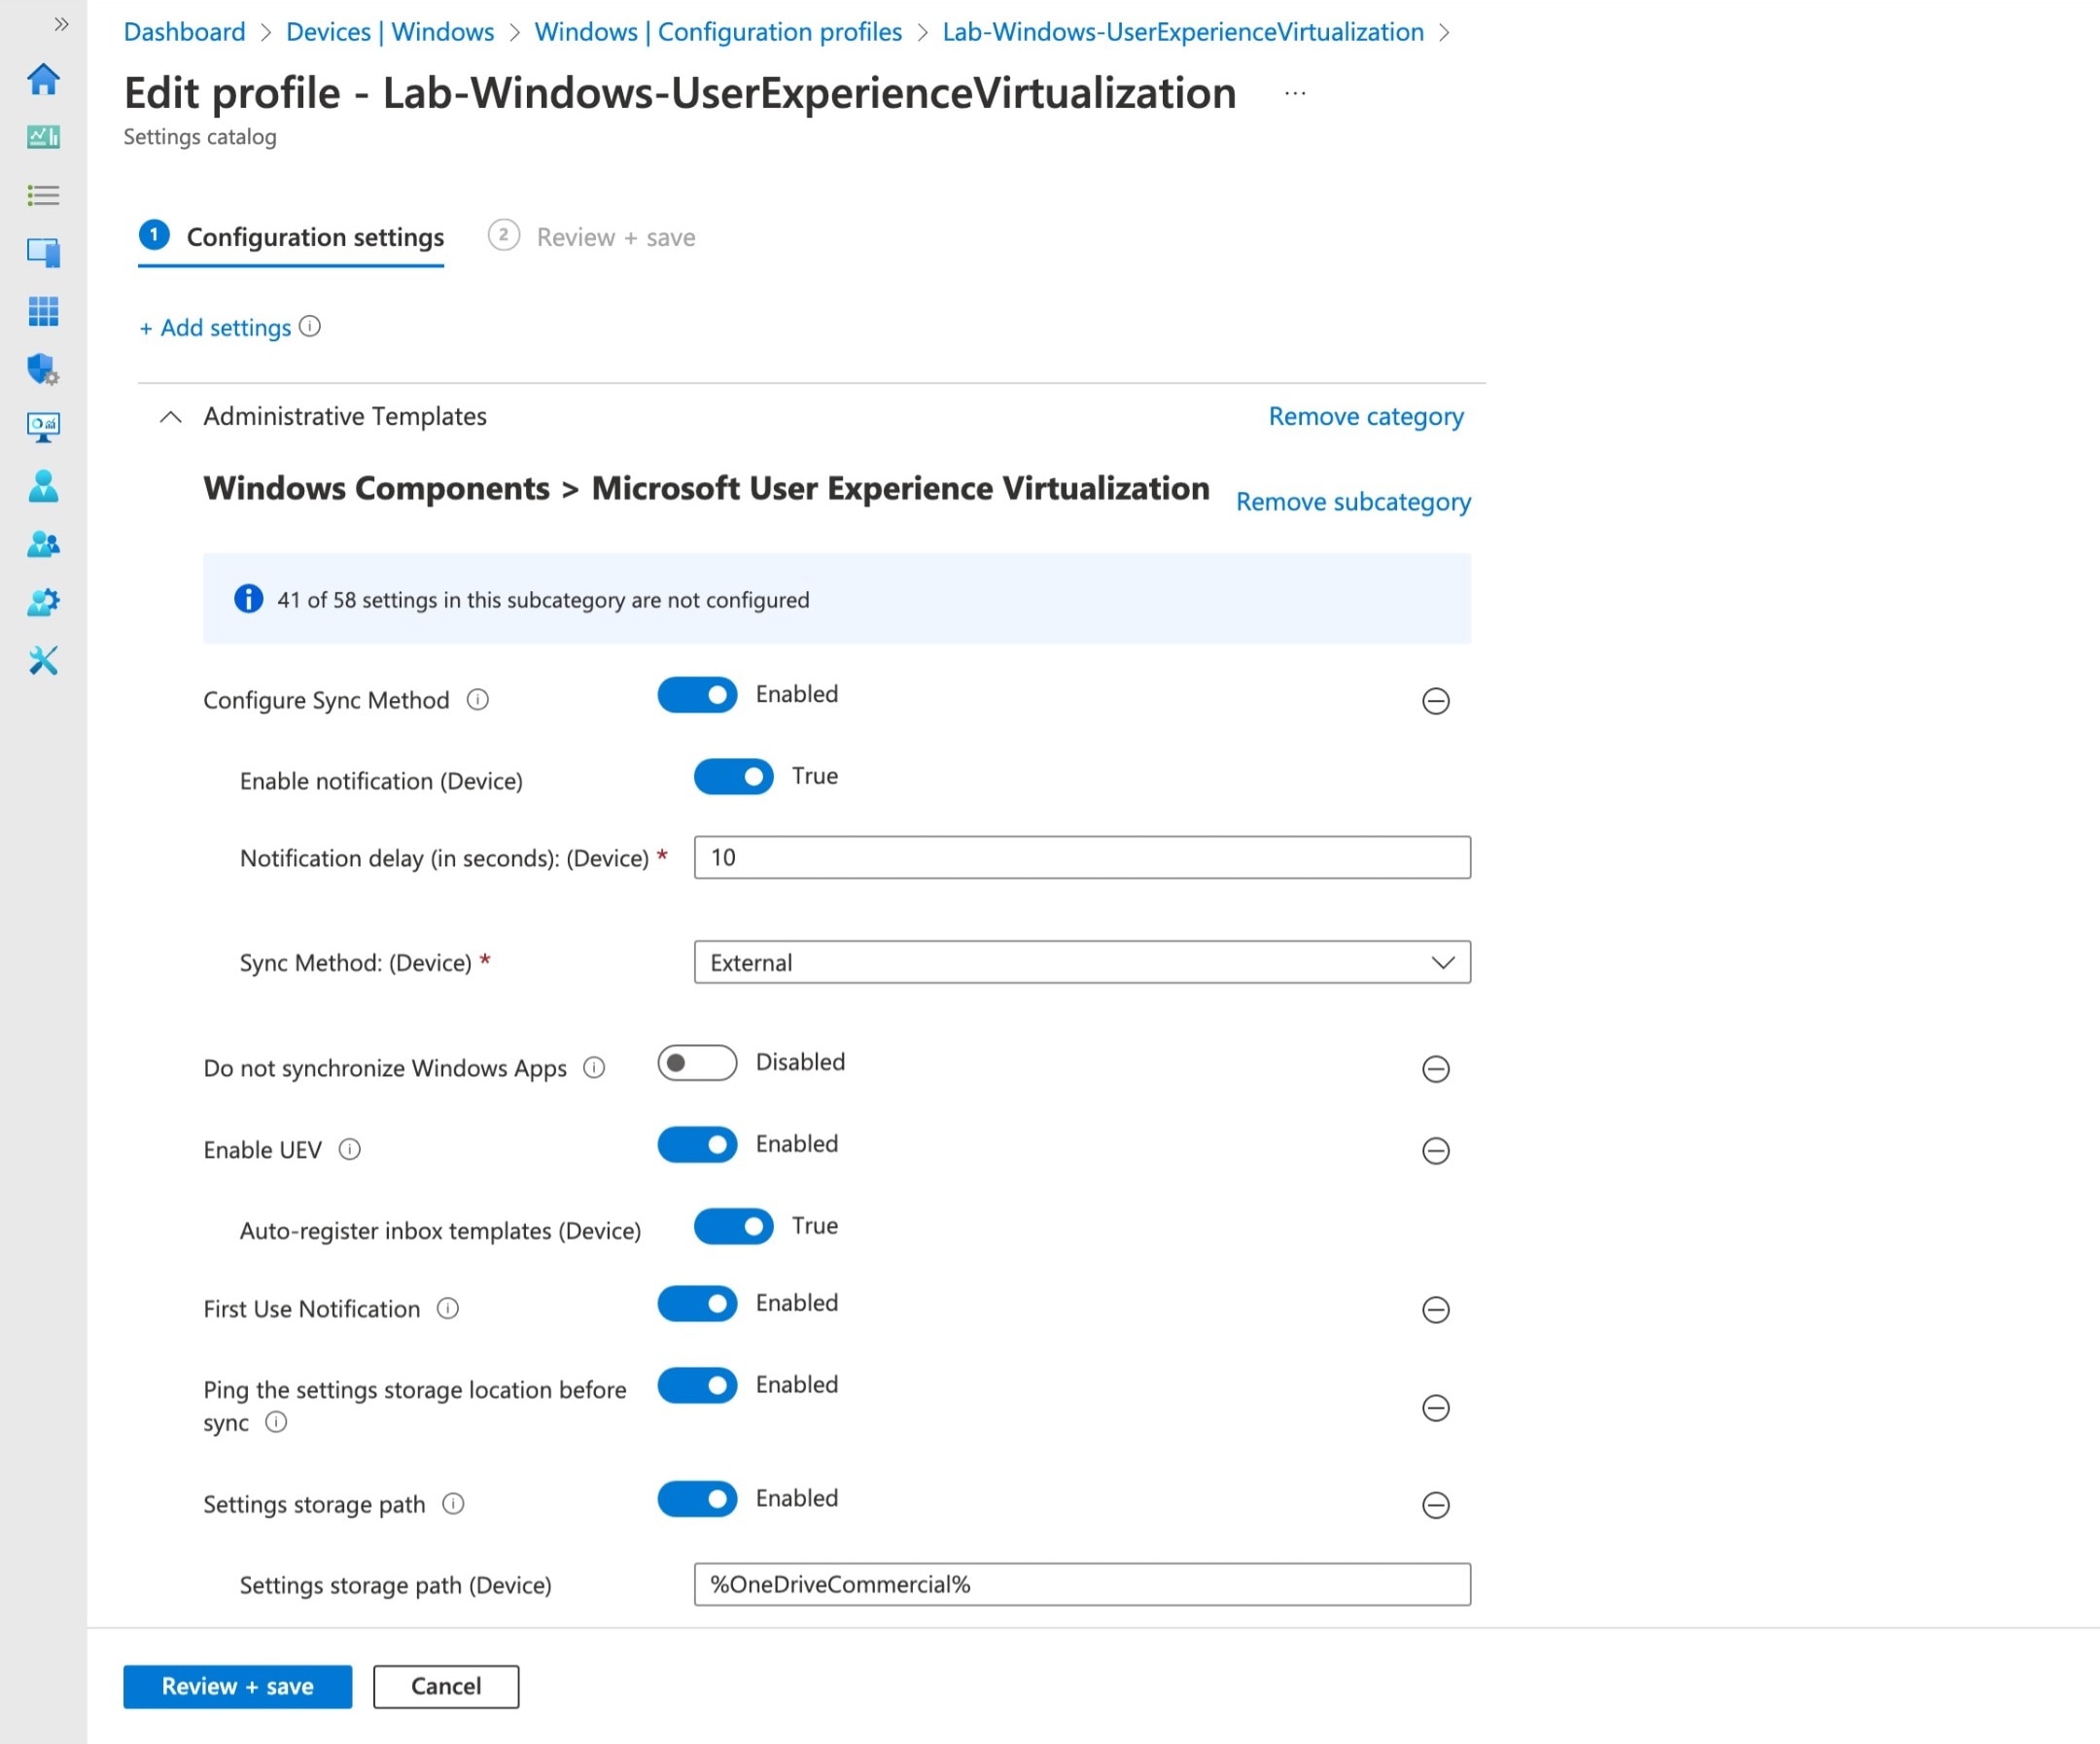 Dashboard > Devices | Windows > Windows | Configuration profiles > Lab-Windows-UserExperienceVirtualization >
Edit profile - Lab-Windows-UserExperienceVirtualization ...
Settings catalog
1 Configuration settings 2 Review + save
+ Add settings
Administrative Templates Remove category
Windows Components > Microsoft User Experience Virtualization Remove subcategory
41 of 58 settings in this subcategory are not configured
Configure Sync Method Enabled
Enable notification (Device) True
Notification delay (in seconds): (Device) * 10
Sync Method: (Device) * External
Do not synchronize Windows Apps Disabled
Enable UEV Enabled
Auto-register inbox templates (Device) True
First Use Notification Enabled
Ping the settings storage location before Enabled
sync
Settings storage path Enabled
Settings storage path (Device) %OneDriveCommercial%
Review + save Cancel